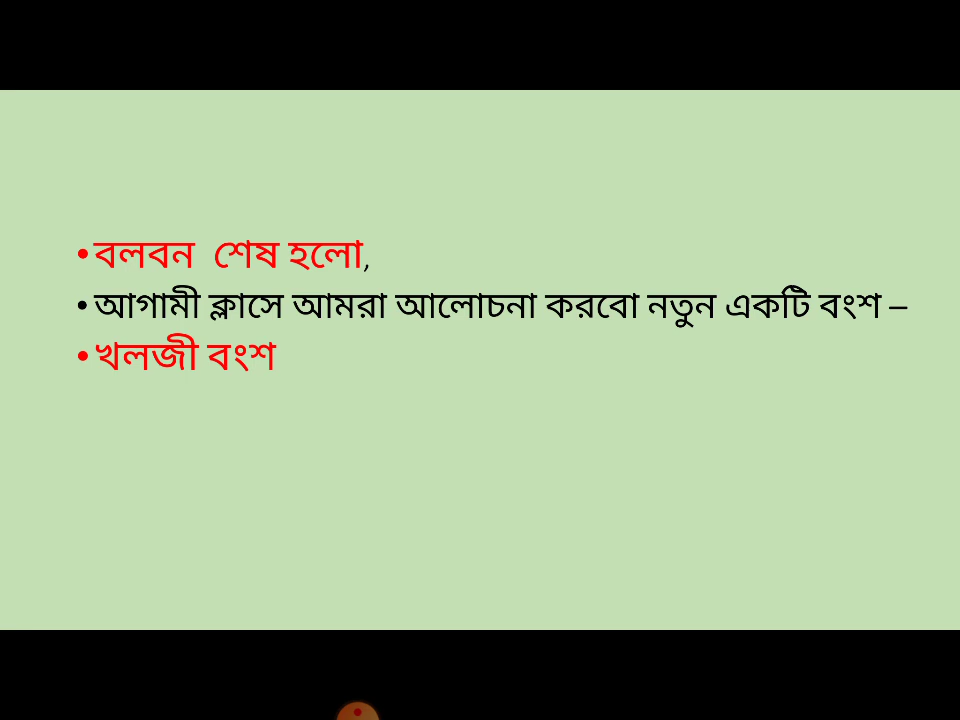 •বলবন শেষ হলো,
•আগামী ক্লাসে আমরা আলোচনা করবো নতুন একটি বংশ –
•খলজী বংশ